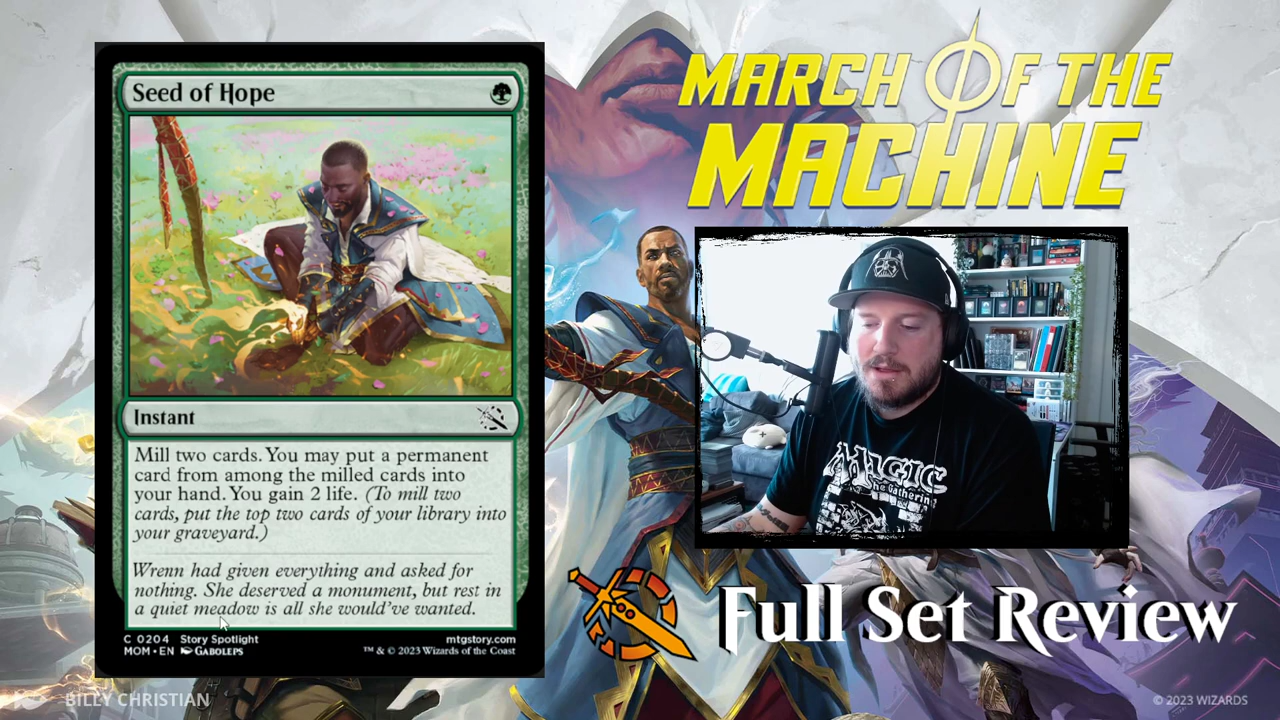 Seed of Hope
Instant
Mill two cards. You may put a permanent
card from among the milled cards into
your hand. You gain 2 life. (To mill two
cards, put the top two cards of your library into
your graveyard.)
Wrenn had given everything and asked for
nothing. She deserved a monument, but rest in
a quiet meadow is all she would've wanted.
C 0204 Story Spotlight
mtgstory.com
MOM • EN GABOLEPS
™ & © 2023 Wizards of the Coast
BILLY CHRISTIAN
MARCH OF THE
MACHINE
MAGIC
The Gathering
Full Set Review
© 2023 WIZARDS